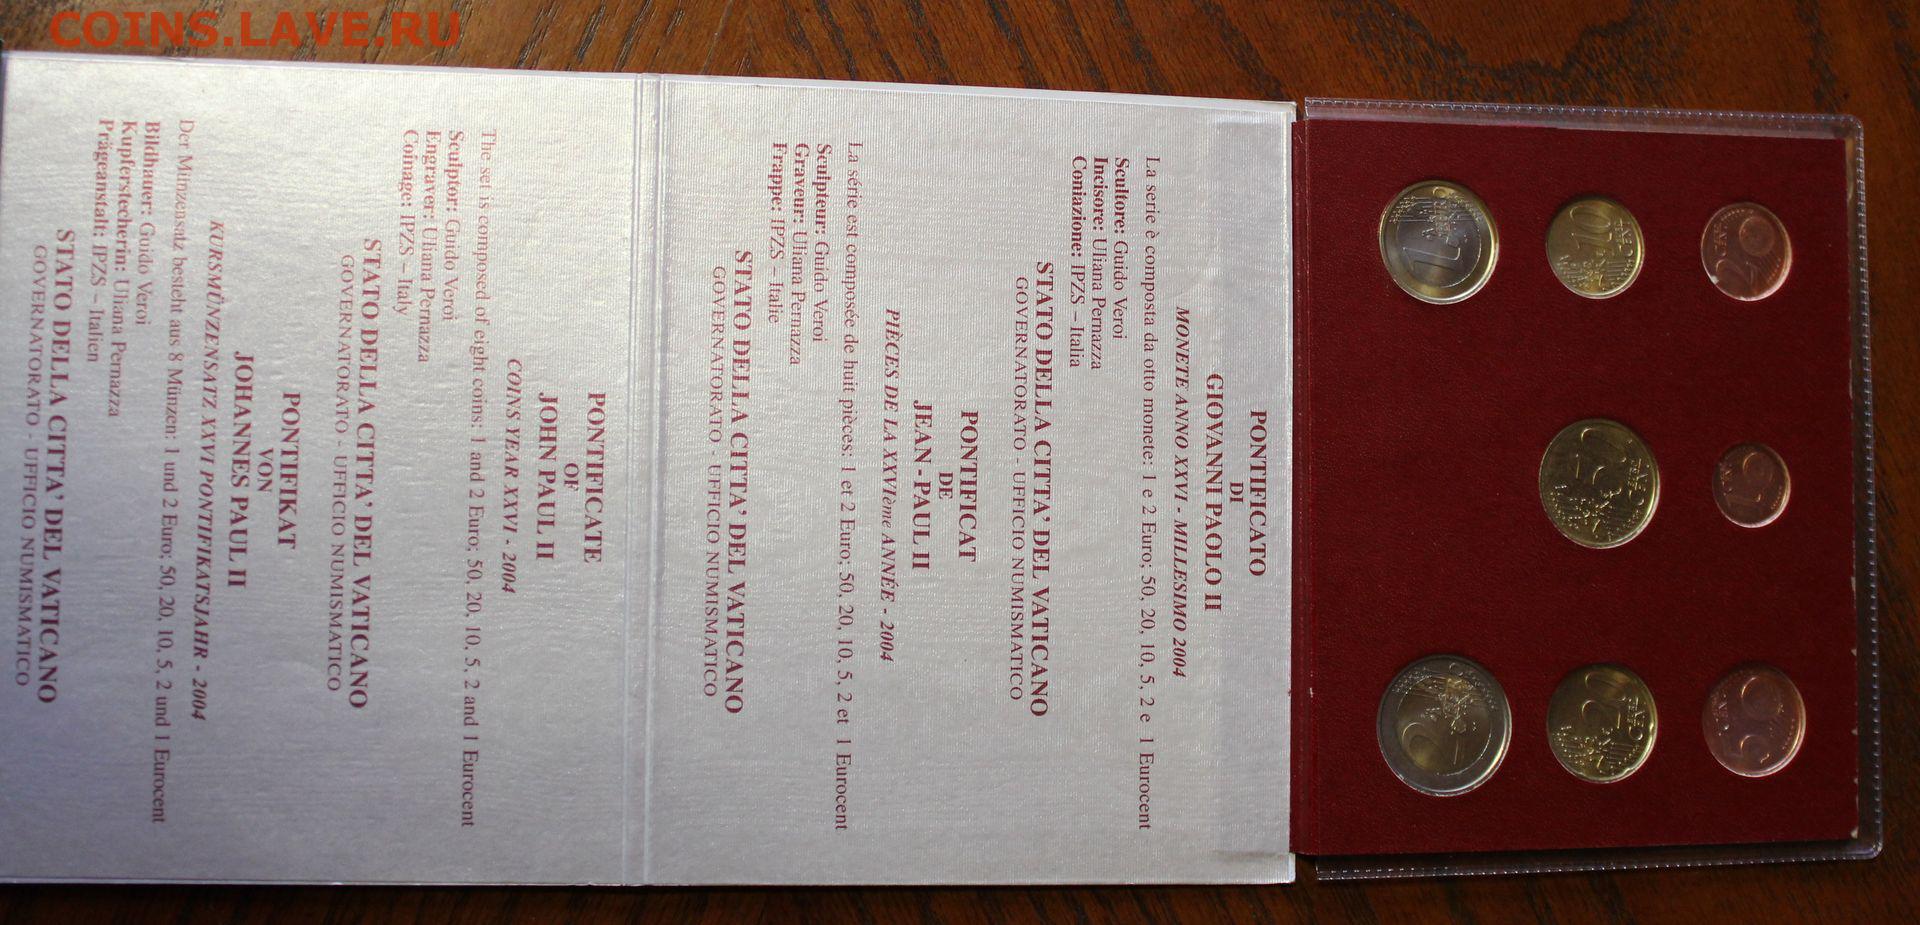 COINS.LAVE.RU
PONTIFICATO
DI
GIOVANNI PAOLO II
MONETE ANNO XXVI - MILLESIMO 2004
La serie è composta da otto monete: 1 e 2 Euro; 50, 20, 10, 5, 2 e 1 Eurocent
Scultore: Guido Veroi
Incisore: Uliana Pernazza
Coniazione: IPZS – Italia
STATO DELLA CITTA' DEL VATICANO
GOVERNATORATO - UFFICIO NUMISMATICO
PONTIFICAT
DE
JEAN - PAUL II
PIÈCES DE LA XXVIème ANNÉE - 2004
La série est composée de huit pièces: 1 et 2 Euro; 50, 20, 10, 5, 2 et 1 Eurocent
Sculpteur: Guido Veroi
Graveur: Uliana Pernazza
Frappe: IPZS – Italie
STATO DELLA CITTA' DEL VATICANO
GOVERNATORATO - UFFICIO NUMISMATICO
PONTIFICATE
OF
JOHN PAUL II
COINS YEAR XXVI - 2004
The set is composed of eight coins: 1 and 2 Euro; 50, 20, 10, 5, 2 and 1 Eurocent
Sculptor: Guido Veroi
Engraver: Uliana Pernazza
Coinage: IPZS – Italy
STATO DELLA CITTA' DEL VATICANO
GOVERNATORATO - UFFICIO NUMISMATICO
PONTIFIKAT
VON
JOHANNES PAUL II
KURSMÜNZENSATZ XXVI PONTIFIKATSJAHR - 2004
Der Münzensatz besteht aus 8 Münzen: 1 und 2 Euro; 50, 20, 10, 5, 2 und 1 Eurocent
Bildhauer: Guido Veroi
Kupferstecherin: Uliana Pernazza
Prägeanstalt: IPZS – Italien
STATO DELLA CITTA' DEL VATICANO
GOVERNATORATO - UFFICIO NUMISMATICO
2
10
1
1
50
5
20
2